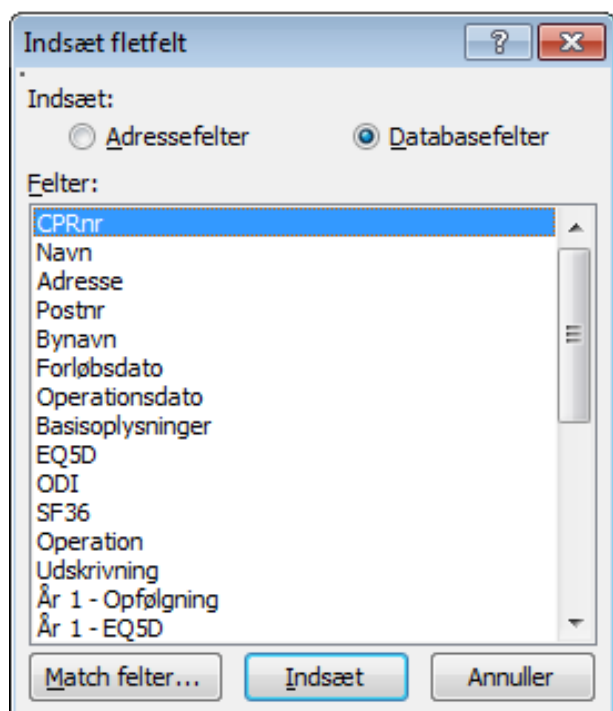 Indsæt fletfelt
Indsæt:
Adressefelter Databasefelter
Felter:
CPRnr
Navn
Adresse
Postnr
Bynavn
Forløbsdato
Operationsdato
Basisoplysninger
EQ5D
ODI
SF36
Operation
Udskrivning
År 1 - Opfølgning
År 1 - EQ5D
Match felter... Indsæt Annuller